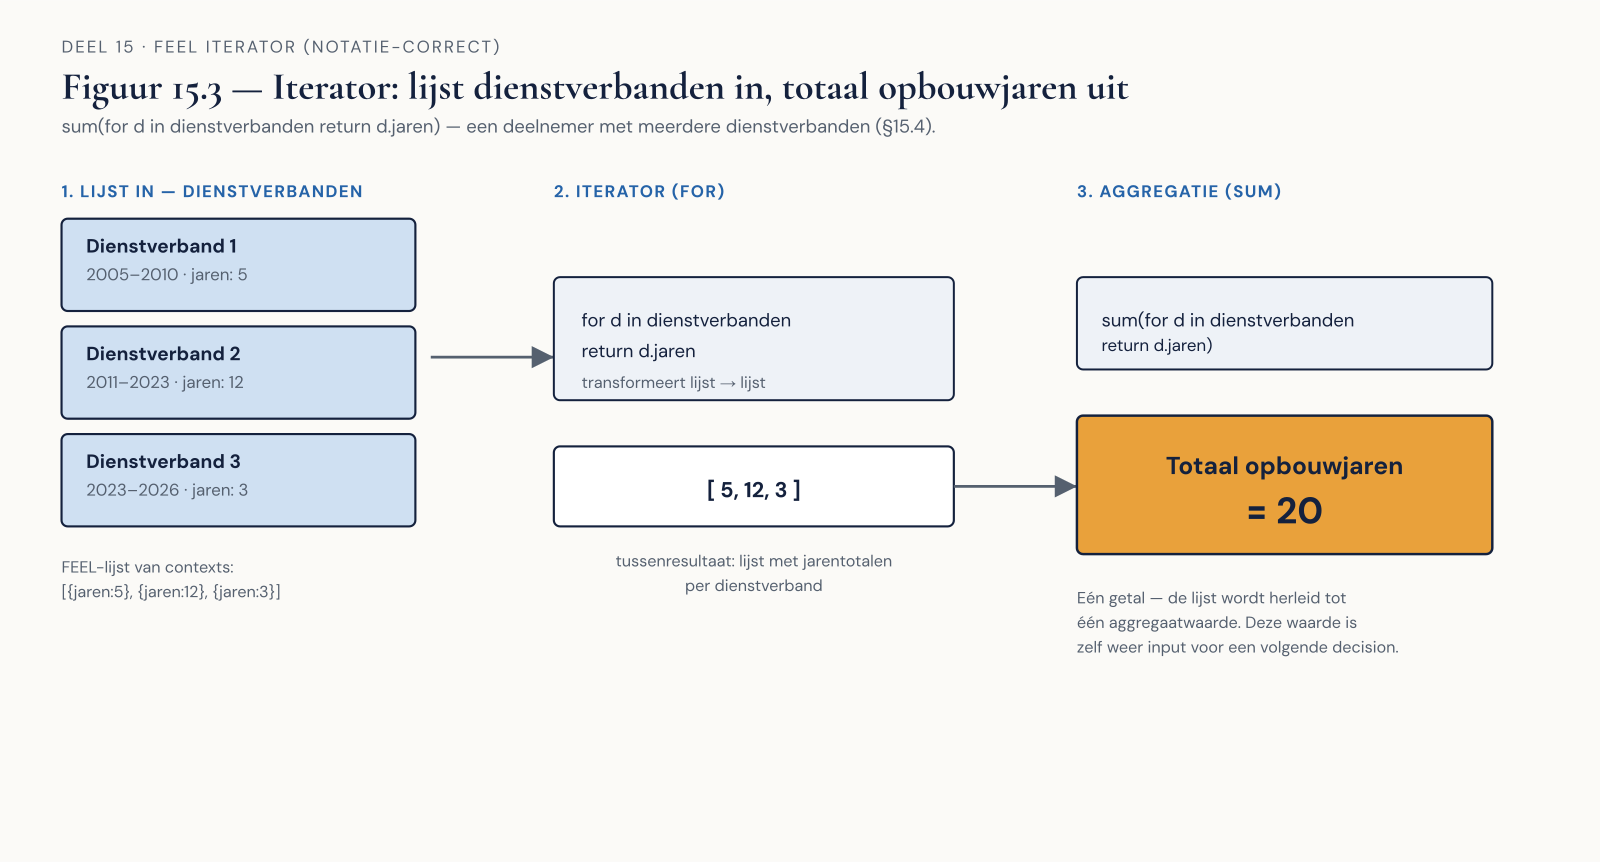 DEEL 15 · FEEL ITERATOR (NOTATIE-CORRECT)
Figuur 15.3 — Iterator: lijst dienstverbanden in, totaal opbouwjaren uit
sum(for d in dienstverbanden return d.jaren) — een deelnemer met meerdere dienstverbanden (§15.4).
1. LIJST IN — DIENSTVERBANDEN
Dienstverband 1
2005–2010 · jaren: 5
Dienstverband 2
2011–2023 · jaren: 12
Dienstverband 3
2023–2026 · jaren: 3
FEEL-lijst van contexts:
[{jaren:5}, {jaren:12}, {jaren:3}]
2. ITERATOR (FOR)
for d in dienstverbanden
return d.jaren
transformeert lijst → lijst
[ 5, 12, 3 ]
tussenresultaat: lijst met jarentotalen
per dienstverband
3. AGGREGATIE (SUM)
sum(for d in dienstverbanden
return d.jaren)
Totaal opbouwjaren
= 20
Eén getal — de lijst wordt herleid tot
één aggregaatwaarde. Deze waarde is
zelf weer input voor een volgende decision.